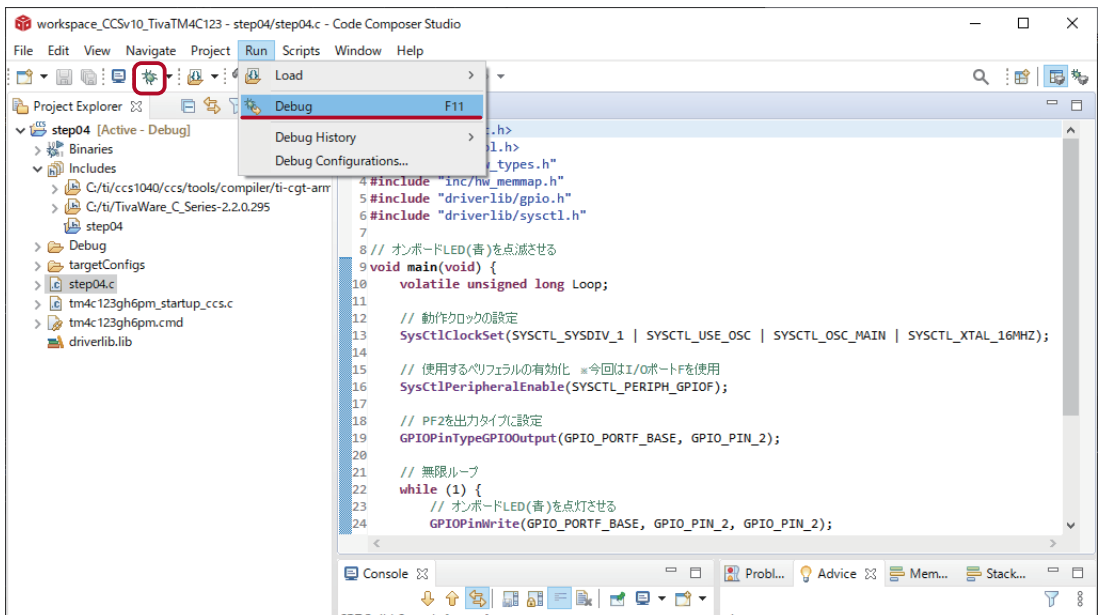 workspace_CCSv10_TivaTM4C123 - step04/step04.c - Code Composer Studio
File Edit View Navigate Project Run Scripts Window Help
Load
Debug F11
Debug History
Debug Configurations...
Project Explorer
step04 [Active - Debug]
Binaries
Includes
C:/ti/ccs1040/ccs/tools/compiler/ti-cgt-arm
C:/ti/TivaWare_C_Series-2.2.0.295
step04
Debug
targetConfigs
step04.c
tm4c123gh6pm_startup_ccs.c
tm4c123gh6pm.cmd
driverlib.lib
.h>
l.h>
_types.h"
4 #include "inc/hw_memmap.h"
5 #include "driverlib/gpio.h"
6 #include "driverlib/sysctl.h"
7
8 // オンボードLED(青)を点滅させる
9 void main(void) {
10 volatile unsigned long Loop;
11
12 // 動作クロックの設定
13 SysCtlClockSet(SYSCTL_SYSDIV_1 | SYSCTL_USE_OSC | SYSCTL_OSC_MAIN | SYSCTL_XTAL_16MHZ);
14
15 // 使用するペリフェラルの有効化 ※今回はI/OポートFを使用
16 SysCtlPeripheralEnable(SYSCTL_PERIPH_GPIOF);
17
18 // PF2を出力タイプに設定
19 GPIOPinTypeGPIOOutput(GPIO_PORTF_BASE, GPIO_PIN_2);
20
21 // 無限ループ
22 while (1) {
23 // オンボードLED(青)を点灯させる
24 GPIOPinWrite(GPIO_PORTF_BASE, GPIO_PIN_2, GPIO_PIN_2);
Console
Probl... Advice Mem... Stack...